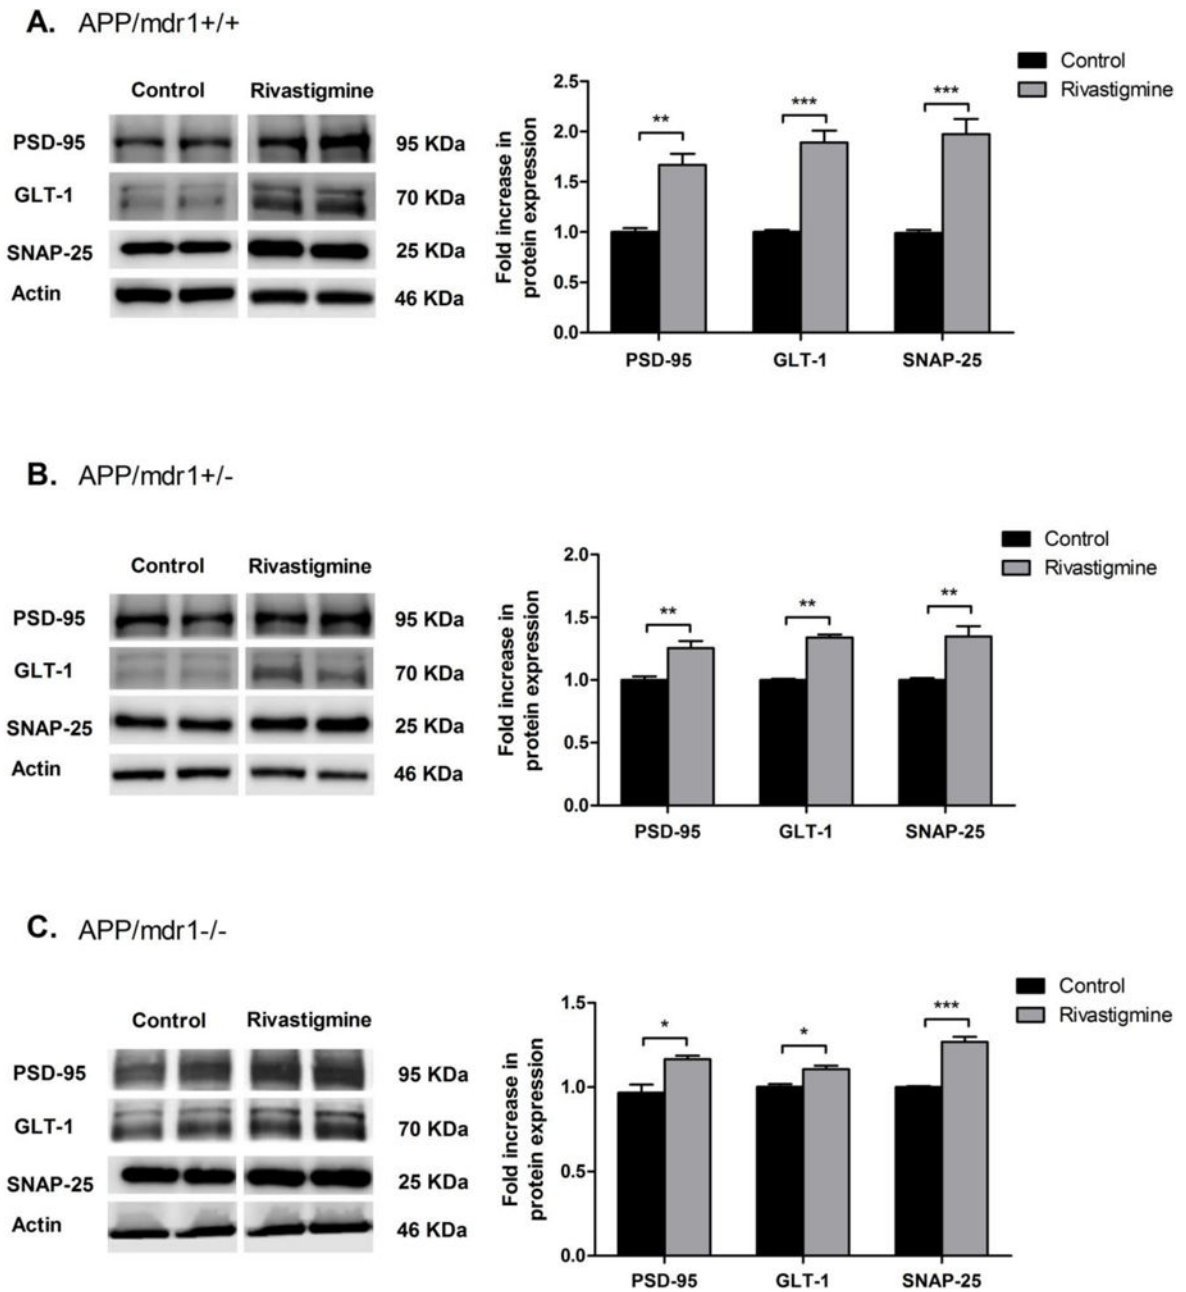 A. APP/mdr1+/+
Control Rivastigmine
PSD-95 95 KDa
GLT-1 70 KDa
SNAP-25 25 KDa
Actin 46 KDa
Fold increase in
protein expression
2.5
2.0
1.5
1.0
0.5
0.0
** *** ***
PSD-95 GLT-1 SNAP-25
Control
Rivastigmine
B. APP/mdr1+/-
Control Rivastigmine
PSD-95 95 KDa
GLT-1 70 KDa
SNAP-25 25 KDa
Actin 46 KDa
Fold increase in
protein expression
2.0
1.5
1.0
0.5
0.0
** ** **
PSD-95 GLT-1 SNAP-25
Control
Rivastigmine
C. APP/mdr1-/-
Control Rivastigmine
PSD-95 95 KDa
GLT-1 70 KDa
SNAP-25 25 KDa
Actin 46 KDa
Fold increase in
protein expression
1.5
1.0
0.5
0.0
* * ***
PSD-95 GLT-1 SNAP-25
Control
Rivastigmine